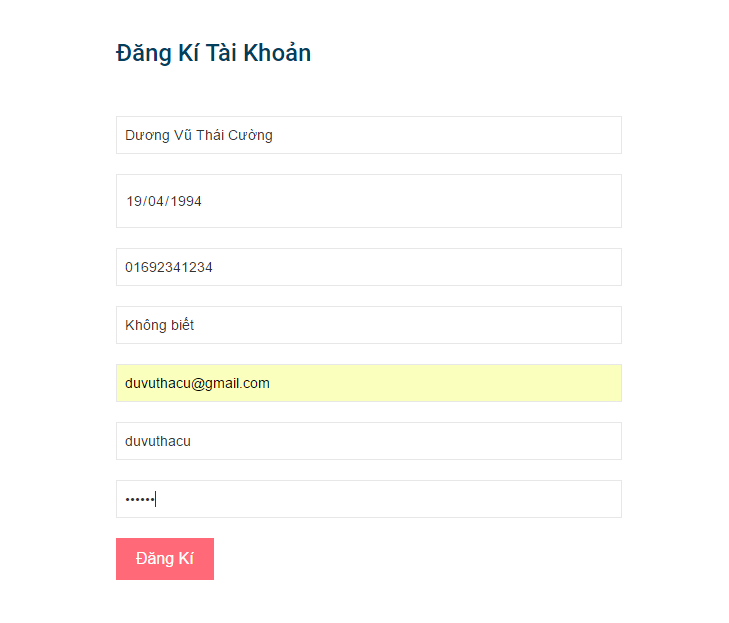 Đăng Kí Tài Khoản
Dương Vũ Thái Cường
19/04/1994
01692341234
Không biết
duvuthacu@gmail.com
duvuthacu
••••••
Đăng Kí